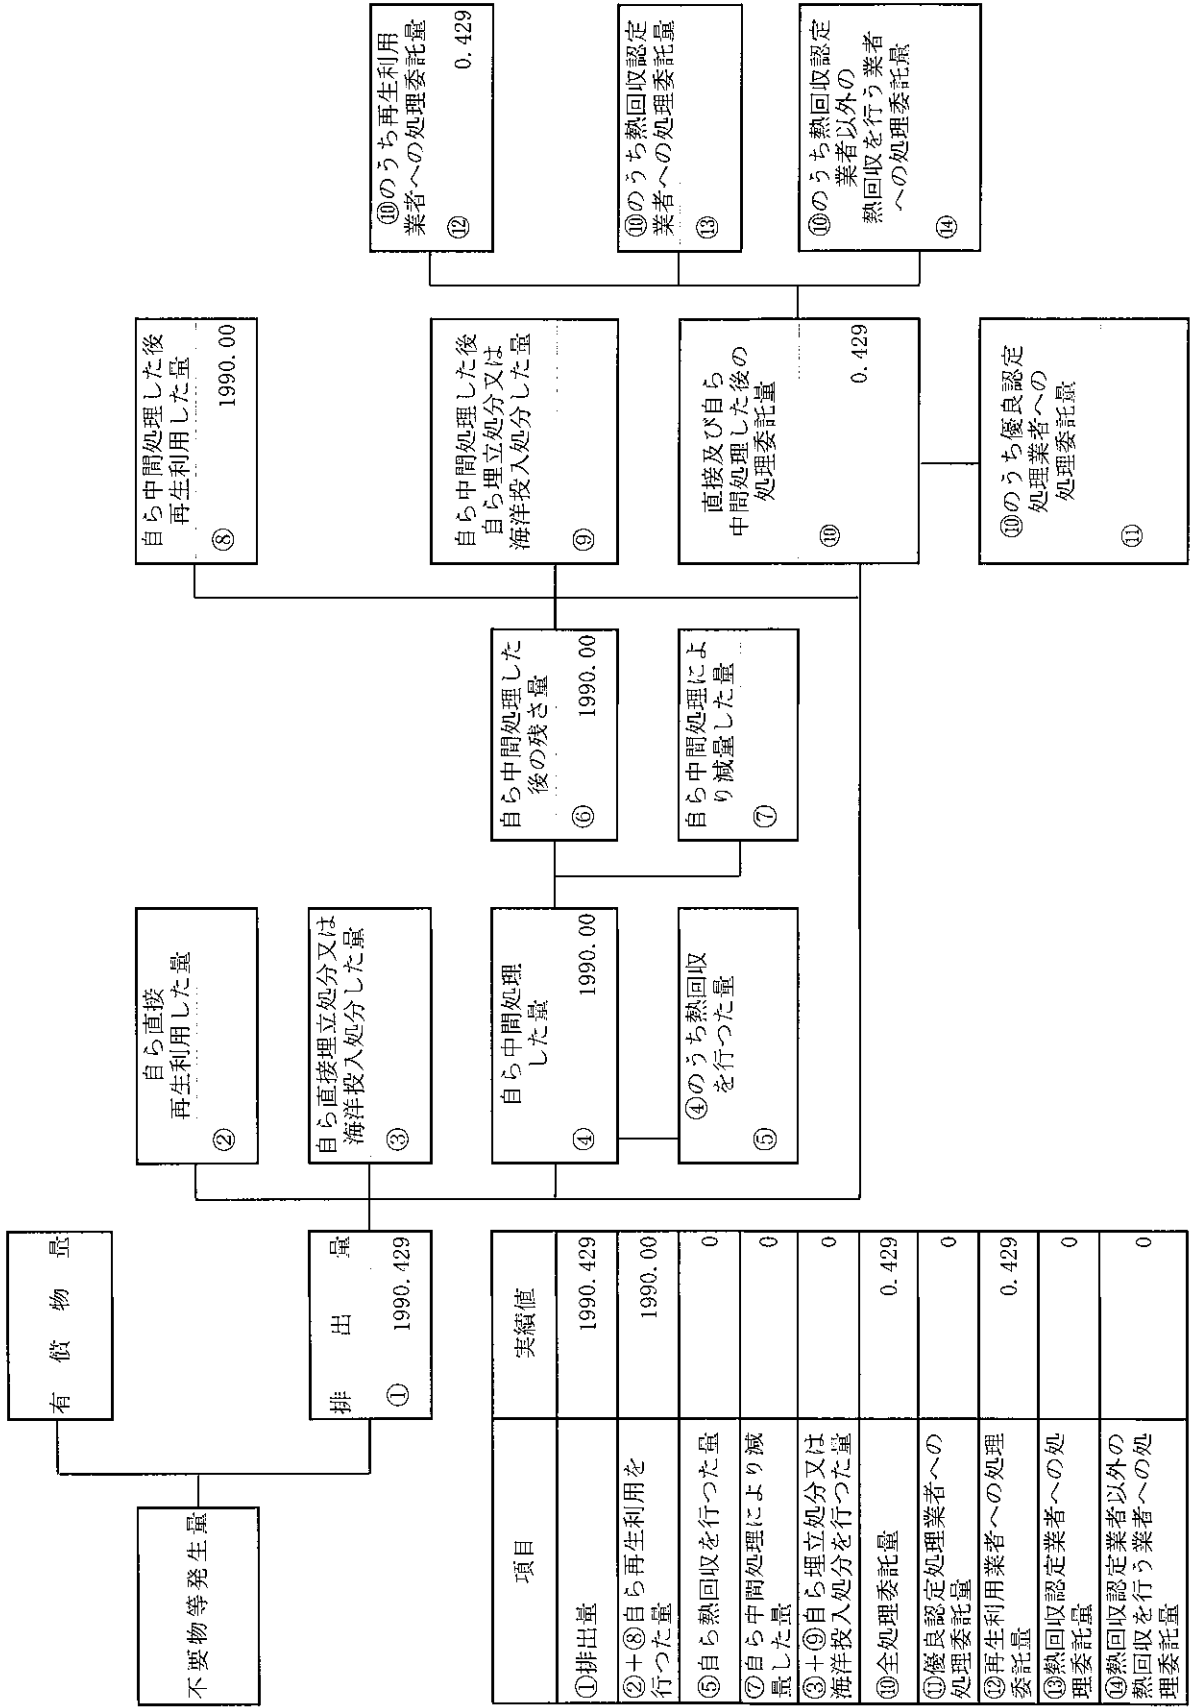 不要物等発生量
有償物量
排出量
① 1990.429
自ら直接
再生利用した量
②
自ら直接埋立処分又は
海洋投入処分した量
③
自ら中間処理
した量
④ 1990.00
④のうち熱回収
を行つた量
⑤
自ら中間処理した
後の残さ量
⑥ 1990.00
自ら中間処理によ
り減量した量
⑦
自ら中間処理した後
再生利用した量
⑧ 1990.00
自ら中間処理した後
自ら埋立処分又は
海洋投入処分した量
⑨
直接及び自ら
中間処理した後の
処理委託量
⑩ 0.429
⑩のうち優良認定
処理業者への
処理委託量
⑪
⑩のうち再生利用
業者への処理委託量
⑫ 0.429
⑩のうち熱回収認定
業者への処理委託量
⑬
⑩のうち熱回収認定
業者以外の
熱回収を行う業者
への処理委託量
⑭
項目 実績値
①排出量 1990.429
②+⑧自ら再生利用を
行つた量 1990.00
⑤自ら熱回収を行つた量 0
⑦自ら中間処理により減
量した量 0
③+⑨自ら埋立処分又は
海洋投入処分を行つた量 0
⑩全処理委託量 0.429
⑪優良認定処理業者への
処理委託量 0
⑫再生利用業者への処理
委託量 0.429
⑬熱回収認定業者への処
理委託量 0
⑭熱回収認定業者以外の
熱回収を行う業者への処
理委託量 0